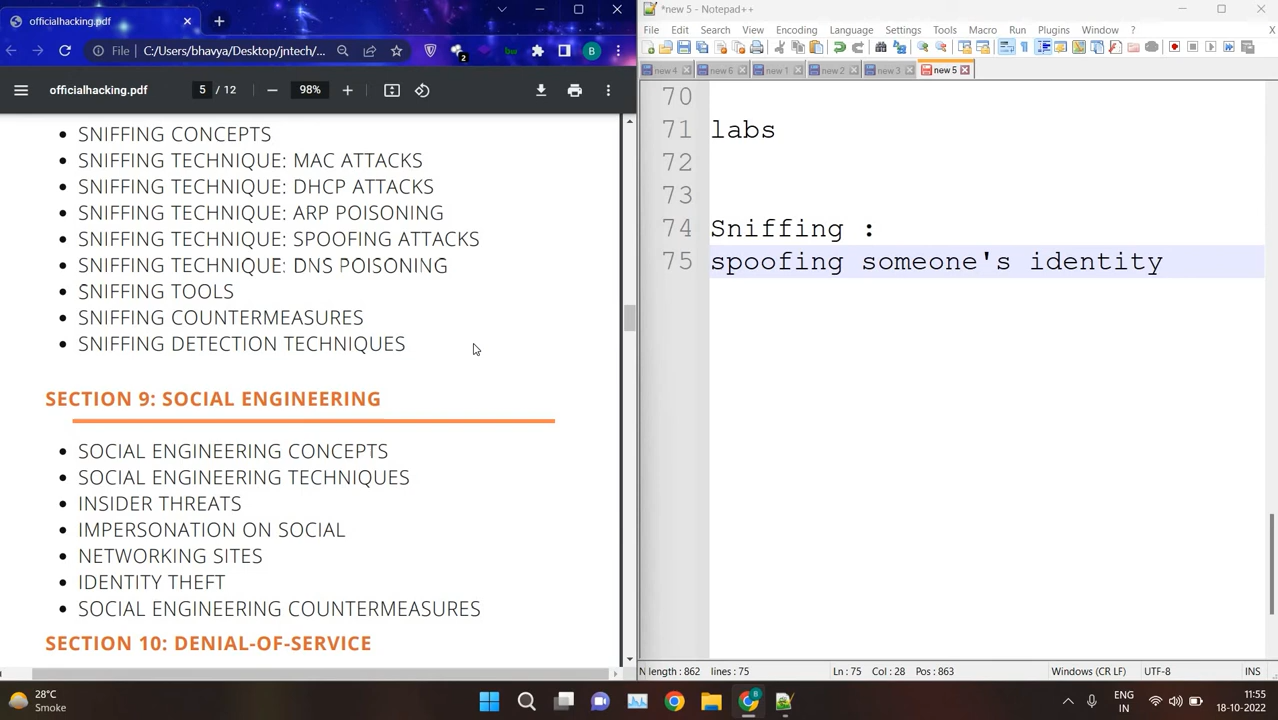 officialhacking.pdf
*new 5 - Notepad++
File C:/Users/bhavya/Desktop/jntech/...
2
B
File Edit Search View Encoding Language Settings Tools Macro Run Plugins Window ? X
new 4 new 6 new 1 new 2 new 3 new 5
officialhacking.pdf 5 / 12 98%
SNIFFING CONCEPTS
SNIFFING TECHNIQUE: MAC ATTACKS
SNIFFING TECHNIQUE: DHCP ATTACKS
SNIFFING TECHNIQUE: ARP POISONING
SNIFFING TECHNIQUE: SPOOFING ATTACKS
SNIFFING TECHNIQUE: DNS POISONING
SNIFFING TOOLS
SNIFFING COUNTERMEASURES
SNIFFING DETECTION TECHNIQUES
SECTION 9: SOCIAL ENGINEERING
SOCIAL ENGINEERING CONCEPTS
SOCIAL ENGINEERING TECHNIQUES
INSIDER THREATS
IMPERSONATION ON SOCIAL
NETWORKING SITES
IDENTITY THEFT
SOCIAL ENGINEERING COUNTERMEASURES
SECTION 10: DENIAL-OF-SERVICE
70
71 labs
72
73
74 Sniffing :
75 spoofing someone's identity
N length : 862 lines : 75 Ln : 75 Col : 28 Pos : 863 Windows (CR LF) UTF-8 INS
28°C
Smoke
ENG
IN
11:55
18-10-2022